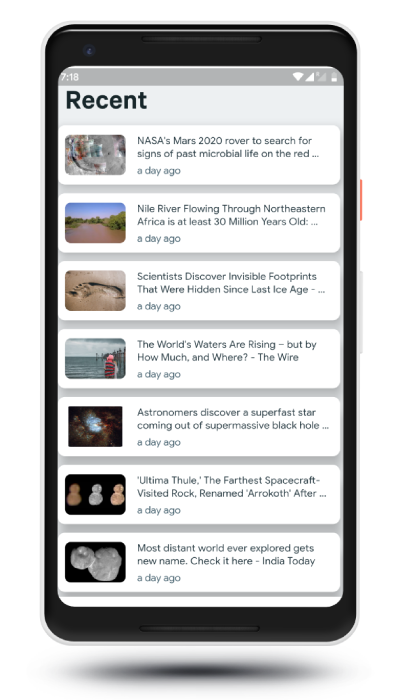 7:18
Recent
NASA's Mars 2020 rover to search for
signs of past microbial life on the red ...
a day ago
Nile River Flowing Through Northeastern
Africa is at least 30 Million Years Old: ...
a day ago
Scientists Discover Invisible Footprints
That Were Hidden Since Last Ice Age - ...
a day ago
The World's Waters Are Rising – but by
How Much, and Where? - The Wire
a day ago
Astronomers discover a superfast star
coming out of supermassive black hole ...
a day ago
'Ultima Thule,' The Farthest Spacecraft-
Visited Rock, Renamed 'Arrokoth' After ...
a day ago
Most distant world ever explored gets
new name. Check it here - India Today
a day ago